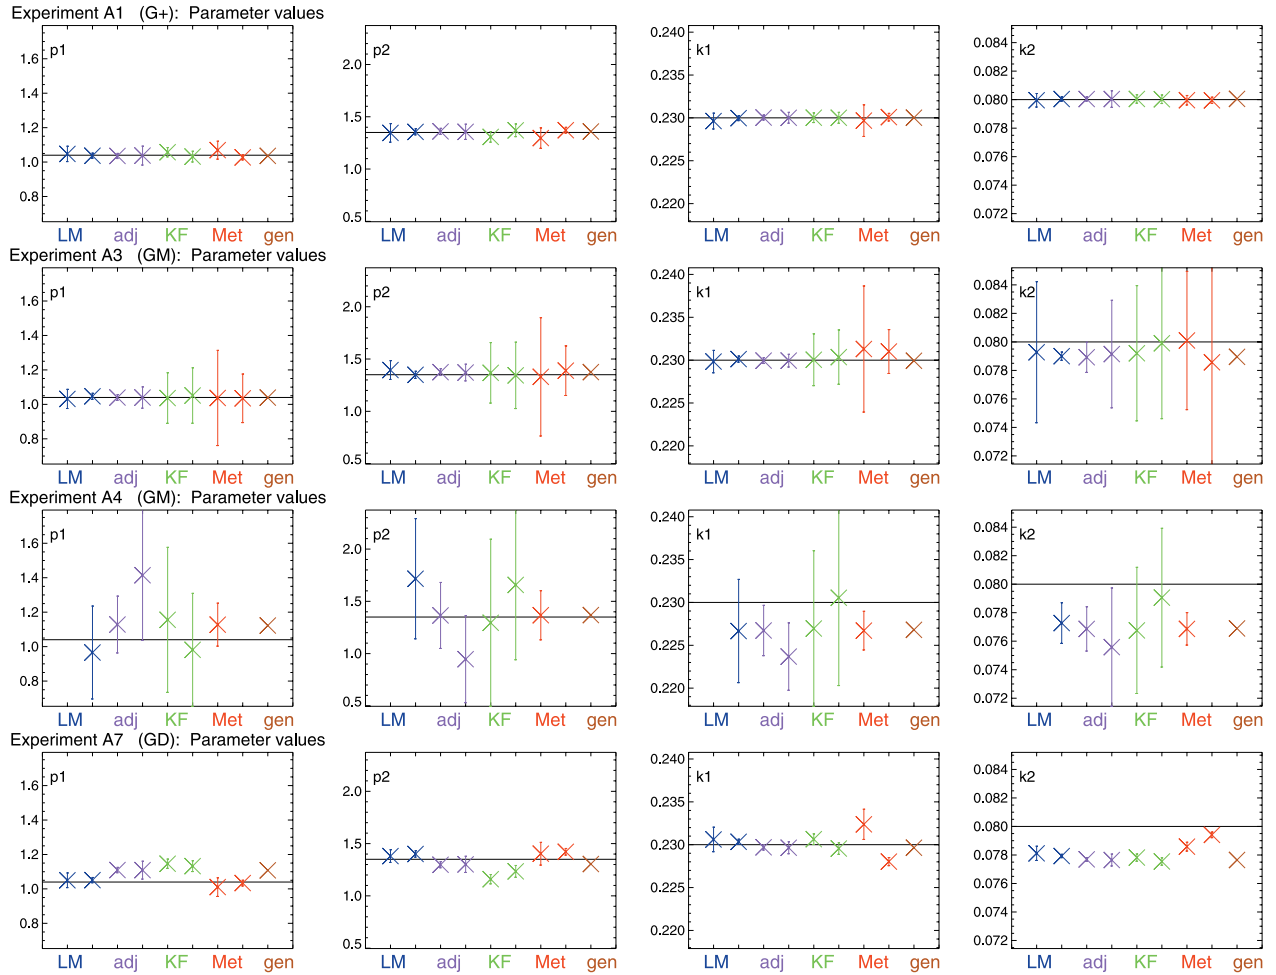 Experiment A1 (G+): Parameter values
p1 p2 k1 k2
1.6 2.0 0.240 0.084
1.4 0.235 0.082
1.2 1.5 0.230 0.080
1.0 1.0 0.225 0.078
0.8 0.5 0.220 0.076
0.074
0.072
LM adj KF Met gen LM adj KF Met gen LM adj KF Met gen LM adj KF Met gen
Experiment A3 (GM): Parameter values
p1 p2 k1 k2
1.6 2.0 0.240 0.084
1.4 0.235 0.082
1.2 1.5 0.230 0.080
1.0 1.0 0.225 0.078
0.8 0.5 0.220 0.076
0.074
0.072
LM adj KF Met gen LM adj KF Met gen LM adj KF Met gen LM adj KF Met gen
Experiment A4 (GM): Parameter values
p1 p2 k1 k2
1.6 2.0 0.240 0.084
1.4 0.235 0.082
1.2 1.5 0.230 0.080
1.0 1.0 0.225 0.078
0.8 0.5 0.220 0.076
0.074
0.072
LM adj KF Met gen LM adj KF Met gen LM adj KF Met gen LM adj KF Met gen
Experiment A7 (GD): Parameter values
p1 p2 k1 k2
1.6 2.0 0.240 0.084
1.4 0.235 0.082
1.2 1.5 0.230 0.080
1.0 1.0 0.225 0.078
0.8 0.5 0.220 0.076
0.074
0.072
LM adj KF Met gen LM adj KF Met gen LM adj KF Met gen LM adj KF Met gen